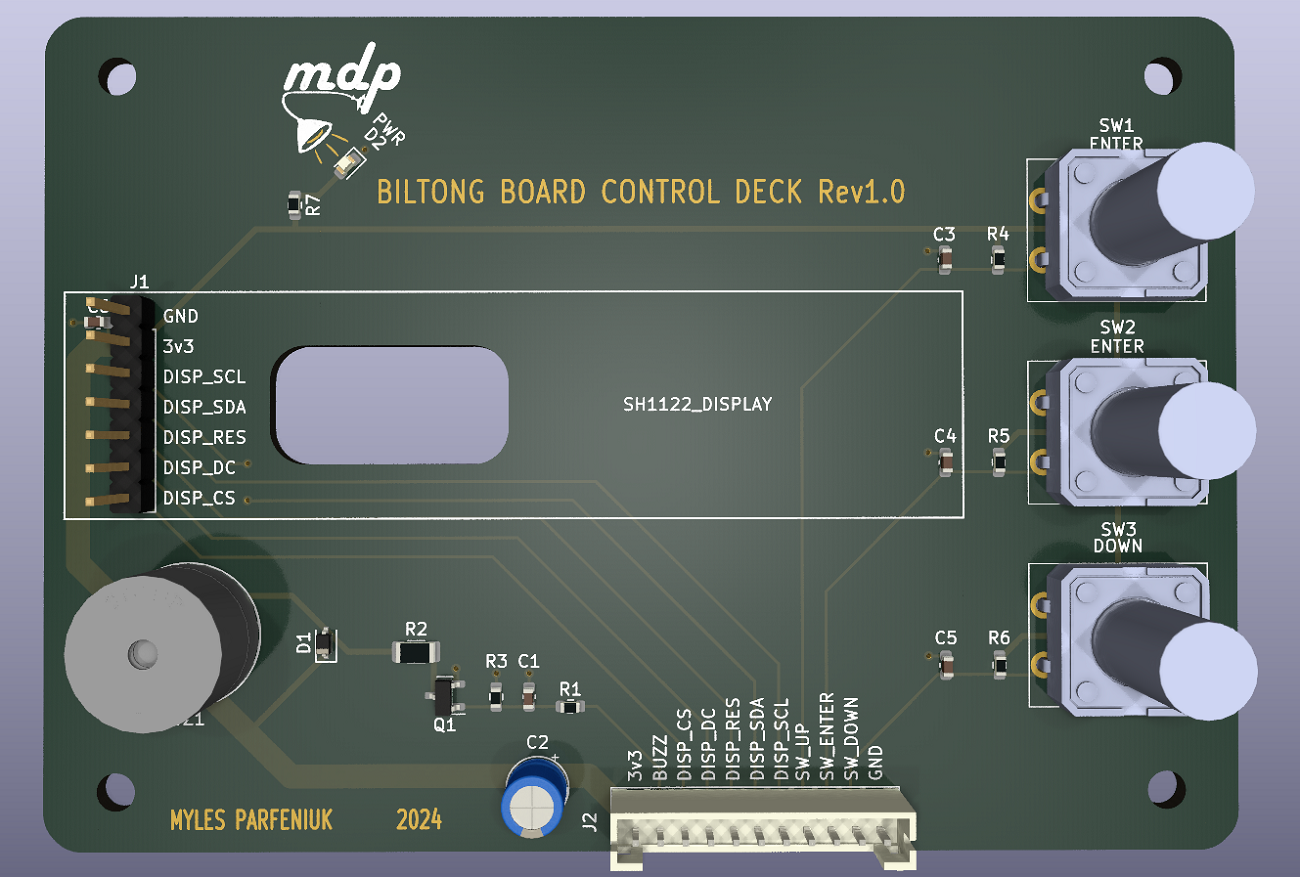 mdp
PWR
D2
R7
BILTONG BOARD CONTROL DECK Rev1.0
SW1
ENTER
C3
R4
J1
GND
3v3
DISP_SCL
DISP_SDA
DISP_RES
DISP_DC
DISP_CS
SH1122_DISPLAY
SW2
ENTER
C4
R5
SW3
DOWN
C5
R6
D1
R2
R3
C1
R1
Q1
C2
+
3v3
BUZZ
DISP_CS
DISP_DC
DISP_RES
DISP_SDA
DISP_SCL
SW_UP
SW_ENTER
SW_DOWN
GND
J2
MYLES PARFENIUK
2024